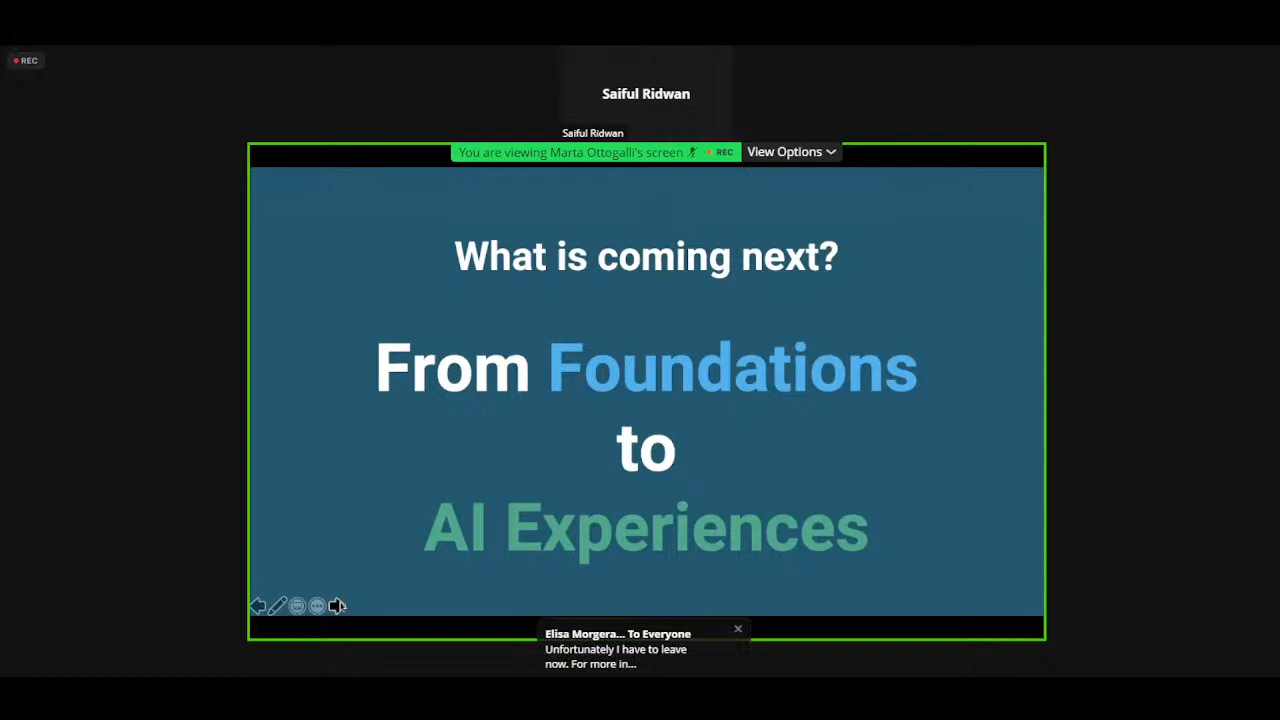 REC
Saiful Ridwan
Saiful Ridwan
You are viewing Marta Ottogalli's screen REC View Options
What is coming next?
From Foundations
to
AI Experiences
Elisa Morgera... To Everyone
Unfortunately I have to leave
now. For more in...